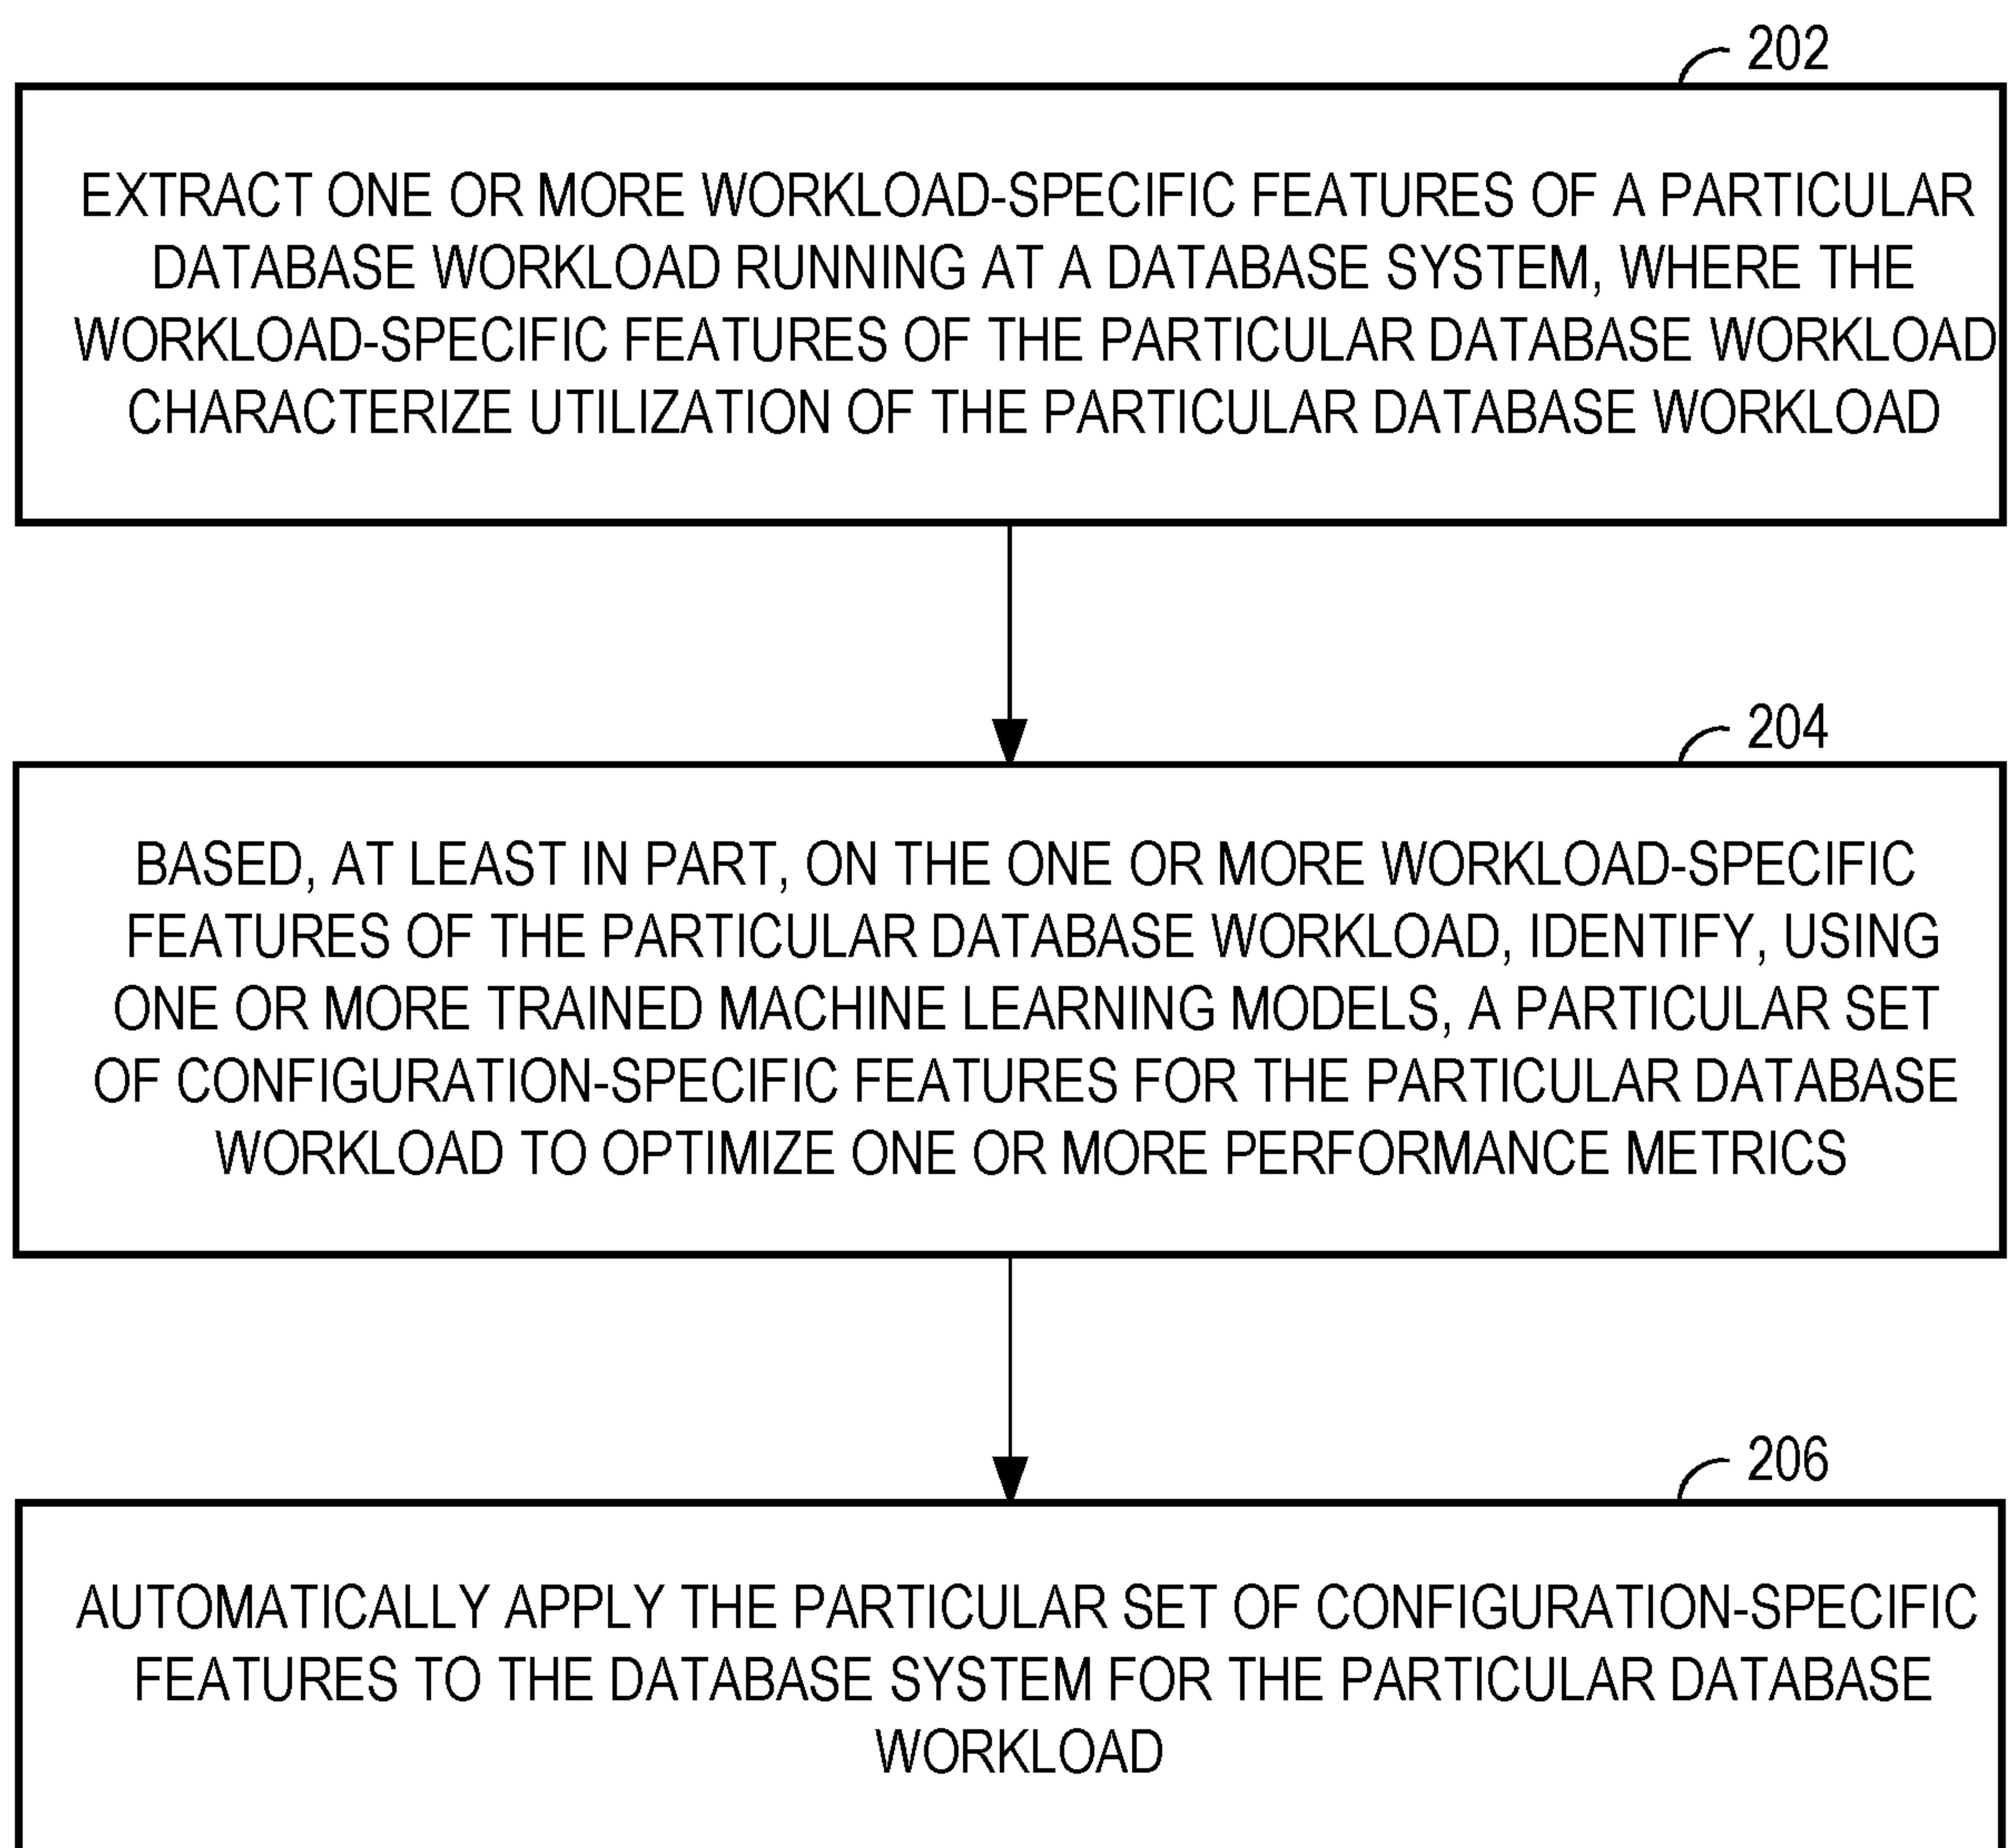 202
EXTRACT ONE OR MORE WORKLOAD-SPECIFIC FEATURES OF A PARTICULAR
DATABASE WORKLOAD RUNNING AT A DATABASE SYSTEM, WHERE THE
WORKLOAD-SPECIFIC FEATURES OF THE PARTICULAR DATABASE WORKLOAD
CHARACTERIZE UTILIZATION OF THE PARTICULAR DATABASE WORKLOAD
204
BASED, AT LEAST IN PART, ON THE ONE OR MORE WORKLOAD-SPECIFIC
FEATURES OF THE PARTICULAR DATABASE WORKLOAD, IDENTIFY, USING
ONE OR MORE TRAINED MACHINE LEARNING MODELS, A PARTICULAR SET
OF CONFIGURATION-SPECIFIC FEATURES FOR THE PARTICULAR DATABASE
WORKLOAD TO OPTIMIZE ONE OR MORE PERFORMANCE METRICS
206
AUTOMATICALLY APPLY THE PARTICULAR SET OF CONFIGURATION-SPECIFIC
FEATURES TO THE DATABASE SYSTEM FOR THE PARTICULAR DATABASE
WORKLOAD